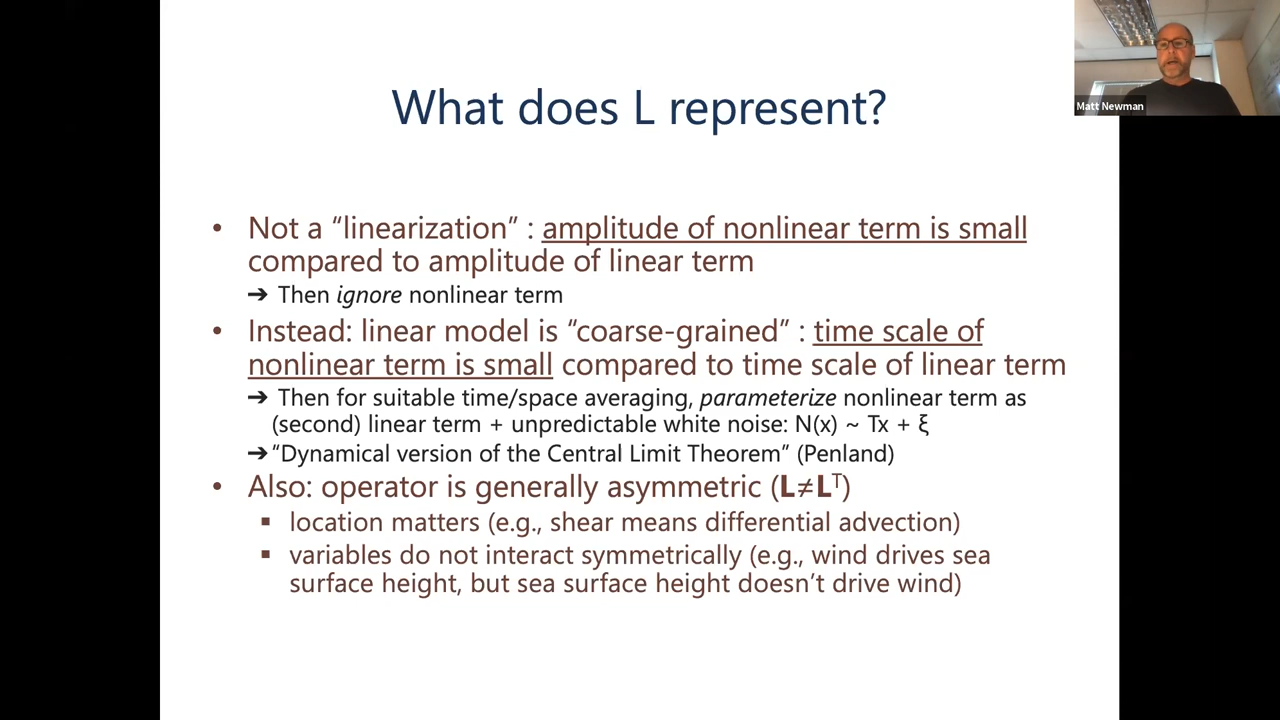 What does L represent?
Matt Newman
• Not a “linearization” : amplitude of nonlinear term is small
compared to amplitude of linear term
➔ Then ignore nonlinear term
• Instead: linear model is “coarse-grained” : time scale of
nonlinear term is small compared to time scale of linear term
➔ Then for suitable time/space averaging, parameterize nonlinear term as
(second) linear term + unpredictable white noise: N(x) ~ Tx + ξ
➔“Dynamical version of the Central Limit Theorem” (Penland)
• Also: operator is generally asymmetric (L≠Lᵀ)
▪ location matters (e.g., shear means differential advection)
▪ variables do not interact symmetrically (e.g., wind drives sea
surface height, but sea surface height doesn’t drive wind)